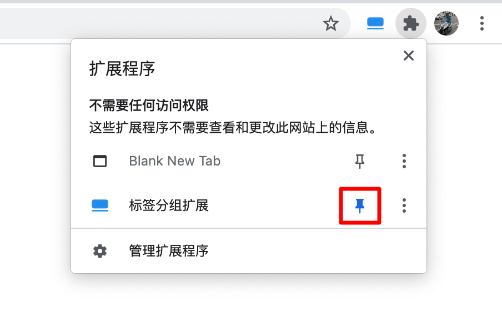 扩展程序
不需要任何访问权限
这些扩展程序不需要查看和更改此网站上的信息。
Blank New Tab
标签分组扩展
管理扩展程序